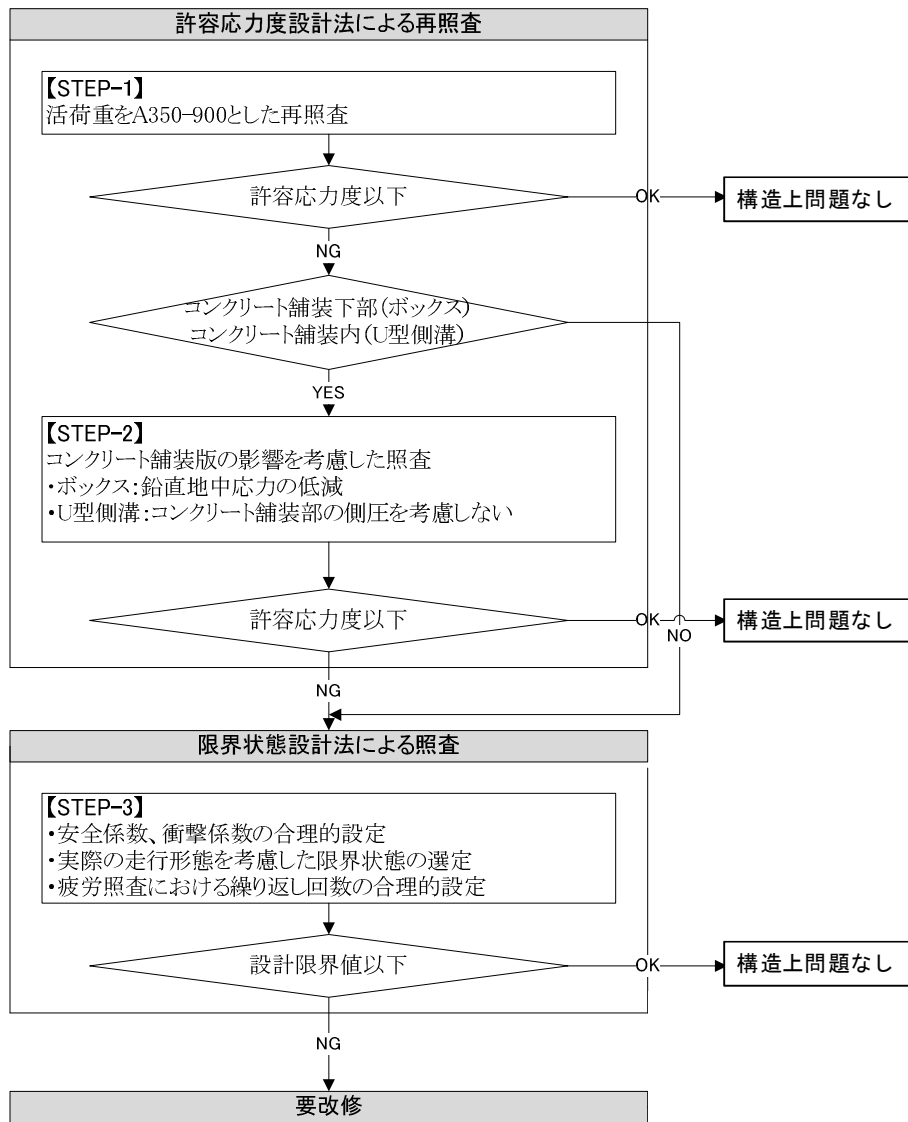 許容応力度設計法による再照査
【STEP-1】
活荷重をA350-900とした再照査
許容応力度以下
OK
構造上問題なし
NG
コンクリート舗装下部(ボックス)
コンクリート舗装内(U型側溝)
YES
【STEP-2】
コンクリート舗装版の影響を考慮した照査
・ボックス:鉛直地中応力の低減
・U型側溝:コンクリート舗装部の側圧を考慮しない
許容応力度以下
OK
構造上問題なし
NO
NG
限界状態設計法による照査
【STEP-3】
・安全係数、衝撃係数の合理的設定
・実際の走行形態を考慮した限界状態の選定
・疲労照査における繰り返し回数の合理的設定
設計限界値以下
OK
構造上問題なし
NG
要改修